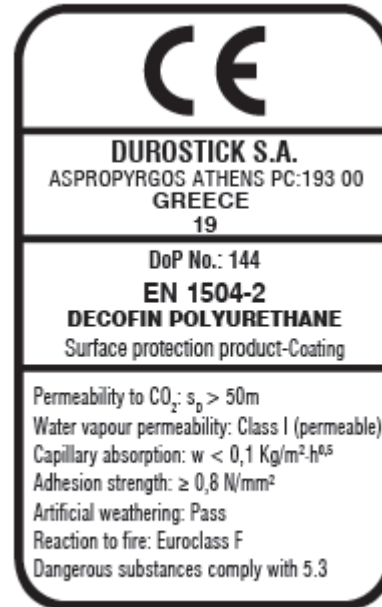 CE
DUROSTICK S.A.
ASPROPYRGOS ATHENS PC:193 00
GREECE
19
DoP No.: 144
EN 1504-2
DECOFIN POLYURETHANE
Surface protection product-Coating
Permeability to CO₂: s_D > 50m
Water vapour permeability: Class I (permeable)
Capillary absorption: w < 0,1 Kg/m²·h⁰·⁵
Adhesion strength: ≥ 0,8 N/mm²
Artificial weathering: Pass
Reaction to fire: Euroclass F
Dangerous substances comply with 5.3